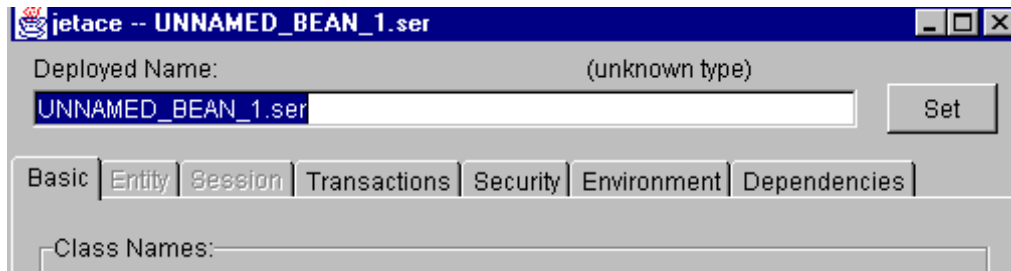 jetace -- UNNAMED_BEAN_1.ser
Deployed Name: (unknown type)
UNNAMED_BEAN_1.ser Set
Basic Entity Session Transactions Security Environment Dependencies
Class Names: